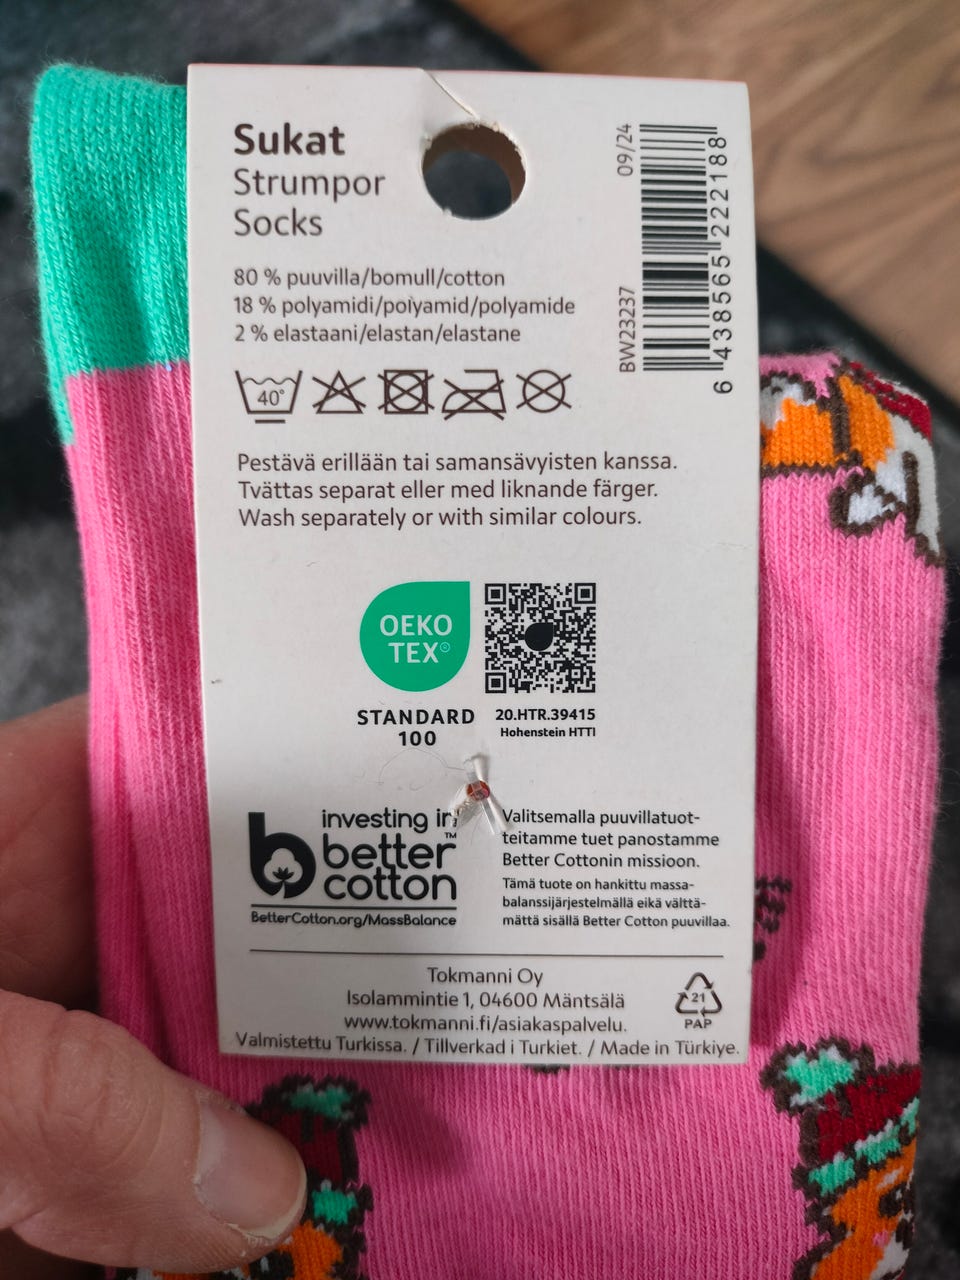 Sukat
Strumpor
Socks
80 % puuvilla/bomull/cotton
18 % polyamidi/polyamid/polyamide
2 % elastaani/elastan/elastane
40°
Pestävä erillään tai samansävyisten kanssa.
Tvättas separat eller med liknande färger.
Wash separately or with similar colours.
09/24
BW23237
6 438565 222188
OEKO
TEX®
STANDARD
100
20.HTR.39415
Hohenstein HTTI
investing in
better™
cotton
BetterCotton.org/MassBalance
Valitsemalla puuvillatuot-
teitamme tuet panostamme
Better Cottonin missioon.
Tämä tuote on hankittu massa-
balanssijärjestelmällä eikä välttä-
mättä sisällä Better Cotton puuvillaa.
Tokmanni Oy
Isolammintie 1, 04600 Mäntsälä
www.tokmanni.fi/asiakaspalvelu.
Valmistettu Turkissa. / Tillverkad i Turkiet. / Made in Türkiye.
21
PAP